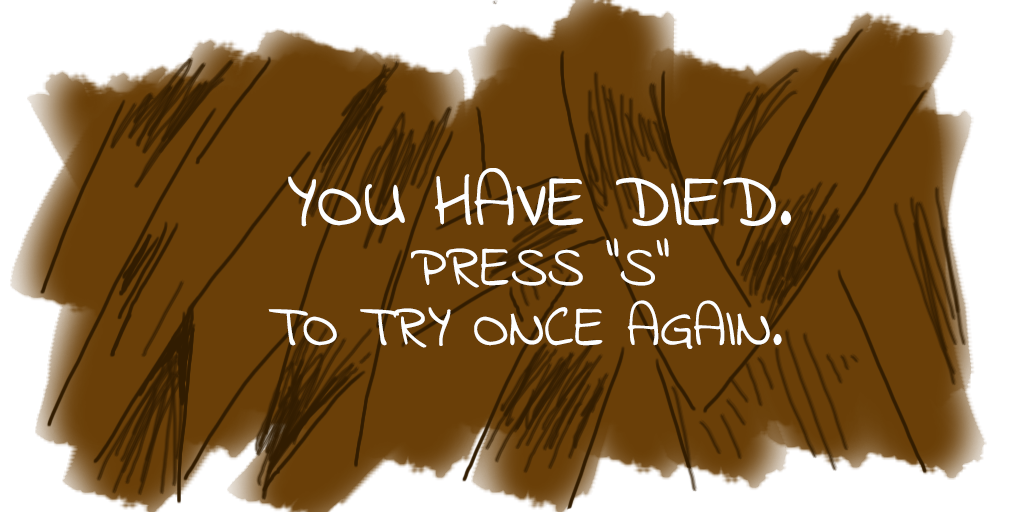 YOU HAVE DIED.
PRESS "S"
TO TRY ONCE AGAIN.